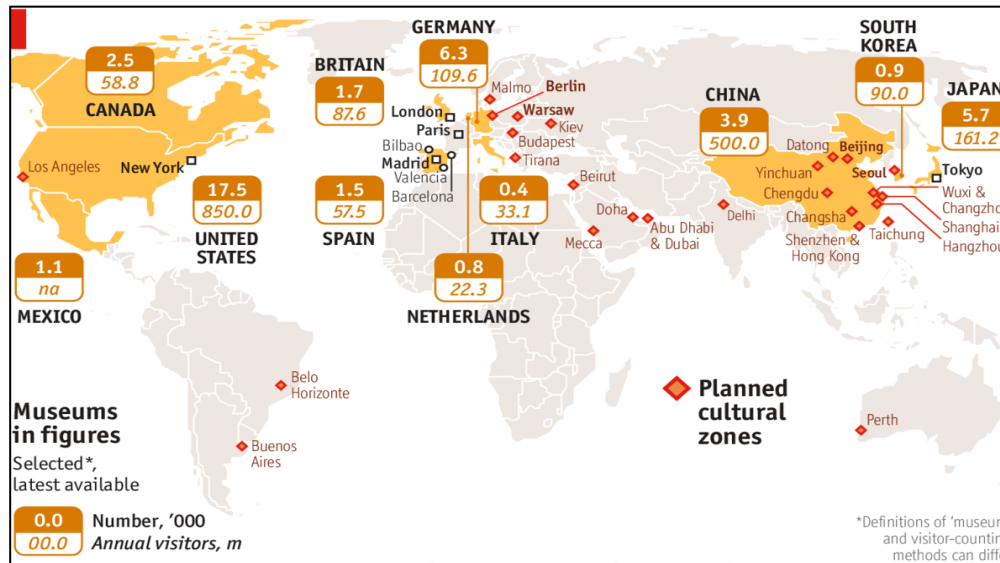 GERMANY
6.3
109.6
SOUTH
KOREA
0.9
90.0
2.5
58.8
CANADA
BRITAIN
1.7
87.6
CHINA
3.9
500.0
JAPAN
5.7
161.2
Malmo
Berlin
London
Warsaw
Paris
Kiev
Bilbao
Budapest
Madrid
Tirana
Valencia
Barcelona
Datong
Beijing
Yinchuan
Seoul
Tokyo
Chengdu
Wuxi &
Changzho
Changsha
Shanghai
Shenzhen &
Hong Kong
Taichung
Hangzhou
Los Angeles
New York
Beirut
Doha
Abu Dhabi
& Dubai
Mecca
Delhi
17.5
850.0
UNITED
STATES
1.5
57.5
SPAIN
0.4
33.1
ITALY
1.1
na
MEXICO
0.8
22.3
NETHERLANDS
Belo
Horizonte
Buenos
Aires
Perth
Planned
cultural
zones
Museums
in figures
Selected*,
latest available
0.0 Number, '000
00.0 Annual visitors, m
*Definitions of 'museum
and visitor-countin
methods can diffe